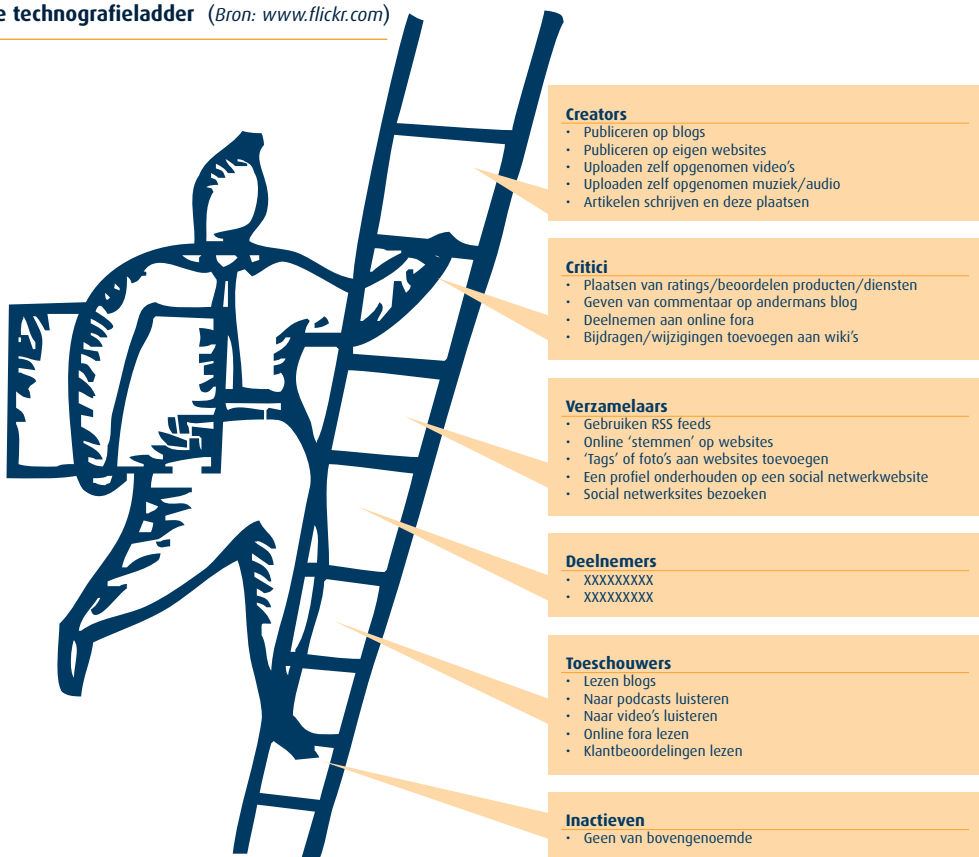 e technografieladder (Bron: www.flickr.com)
Creators
• Publiceren op blogs
• Publiceren op eigen websites
• Uploaden zelf opgenomen video's
• Uploaden zelf opgenomen muziek/audio
• Artikelen schrijven en deze plaatsen
Critici
• Plaatsen van ratings/beoordelen producten/diensten
• Geven van commentaar op andermans blog
• Deelnemen aan online fora
• Bijdragen/wijzigingen toevoegen aan wiki's
Verzamelaars
• Gebruiken RSS feeds
• Online 'stemmen' op websites
• 'Tags' of foto's aan websites toevoegen
• Een profiel onderhouden op een social netwerkwebsite
• Social netwerksites bezoeken
Deelnemers
• XXXXXXXXX
• XXXXXXXXX
Toeschouwers
• Lezen blogs
• Naar podcasts luisteren
• Naar video's luisteren
• Online fora lezen
• Klantbeoordelingen lezen
Inactieven
• Geen van bovengenoemde